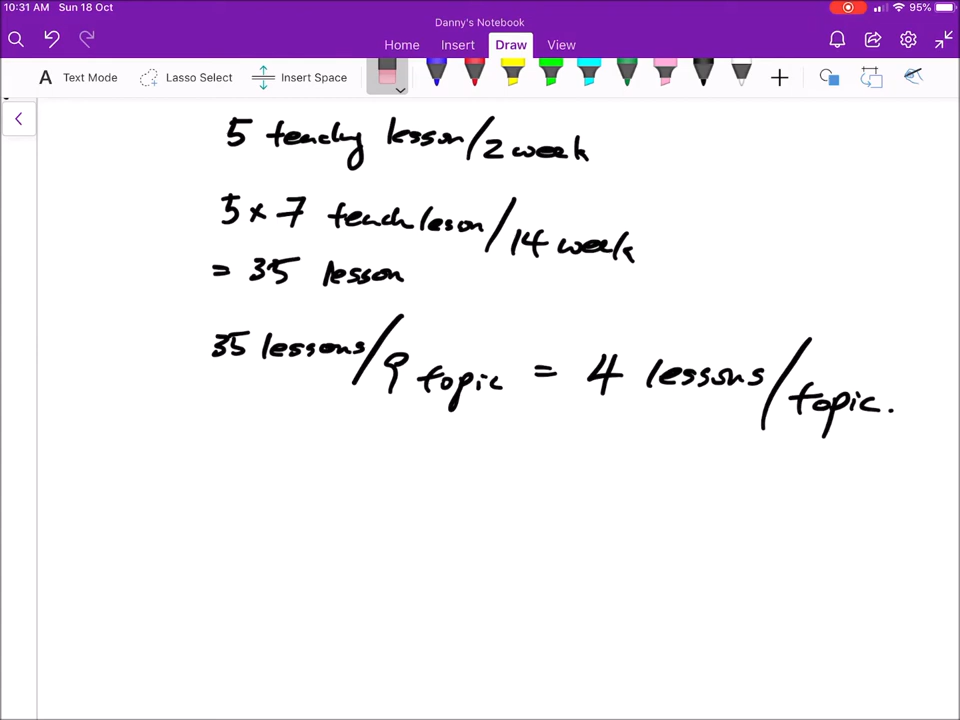 10:31 AM Sun 18 Oct
95%
Danny's Notebook
Home Insert Draw View
A Text Mode Lasso Select Insert Space
5 teachg lesson/2 week
5 x 7 teach leson/14 week
= 35 lesson
35 lessons/9 topic = 4 lessons/topic.